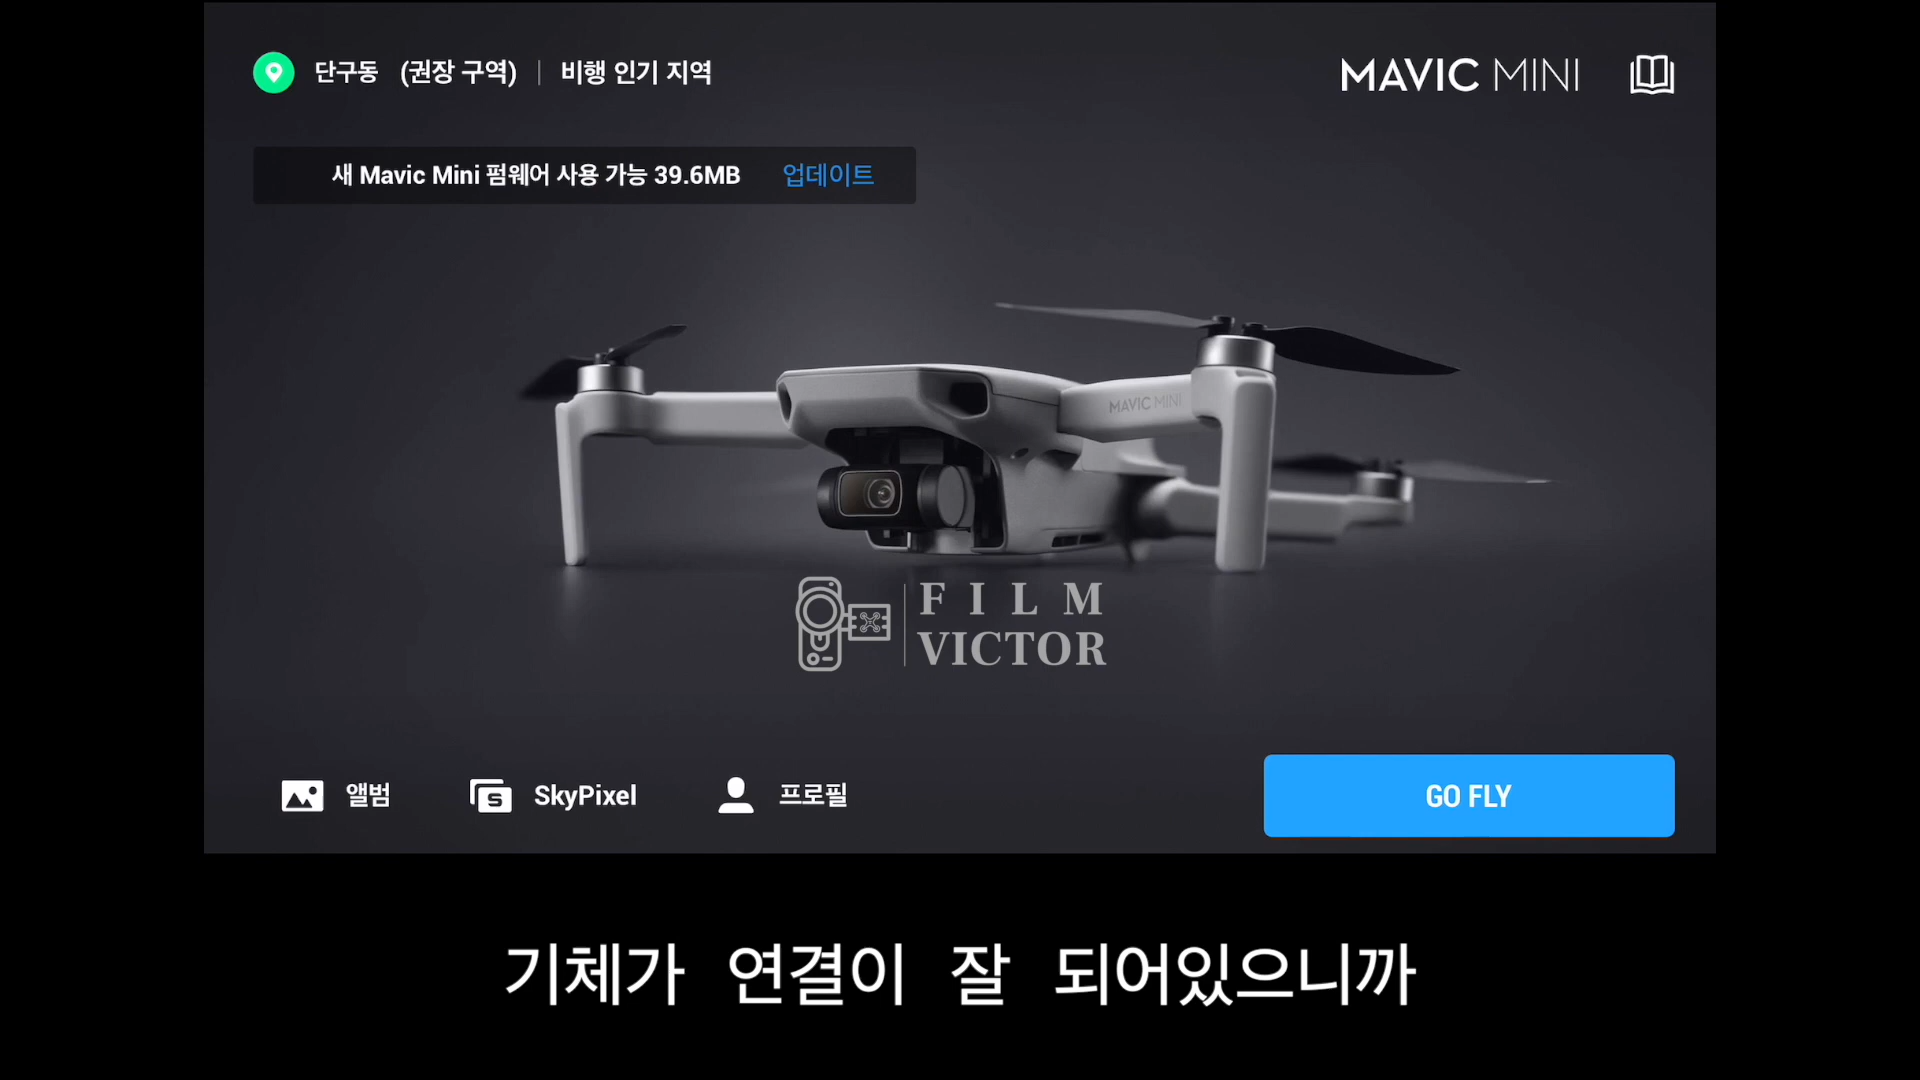 단구동 (권장 구역) | 비행 인기 지역
MAVIC MINI
새 Mavic Mini 펌웨어 사용 가능 39.6MB 업데이트
MAVIC MINI
FILM
VICTOR
앨범 SkyPixel 프로필
GO FLY
기체가 연결이 잘 되어있으니까